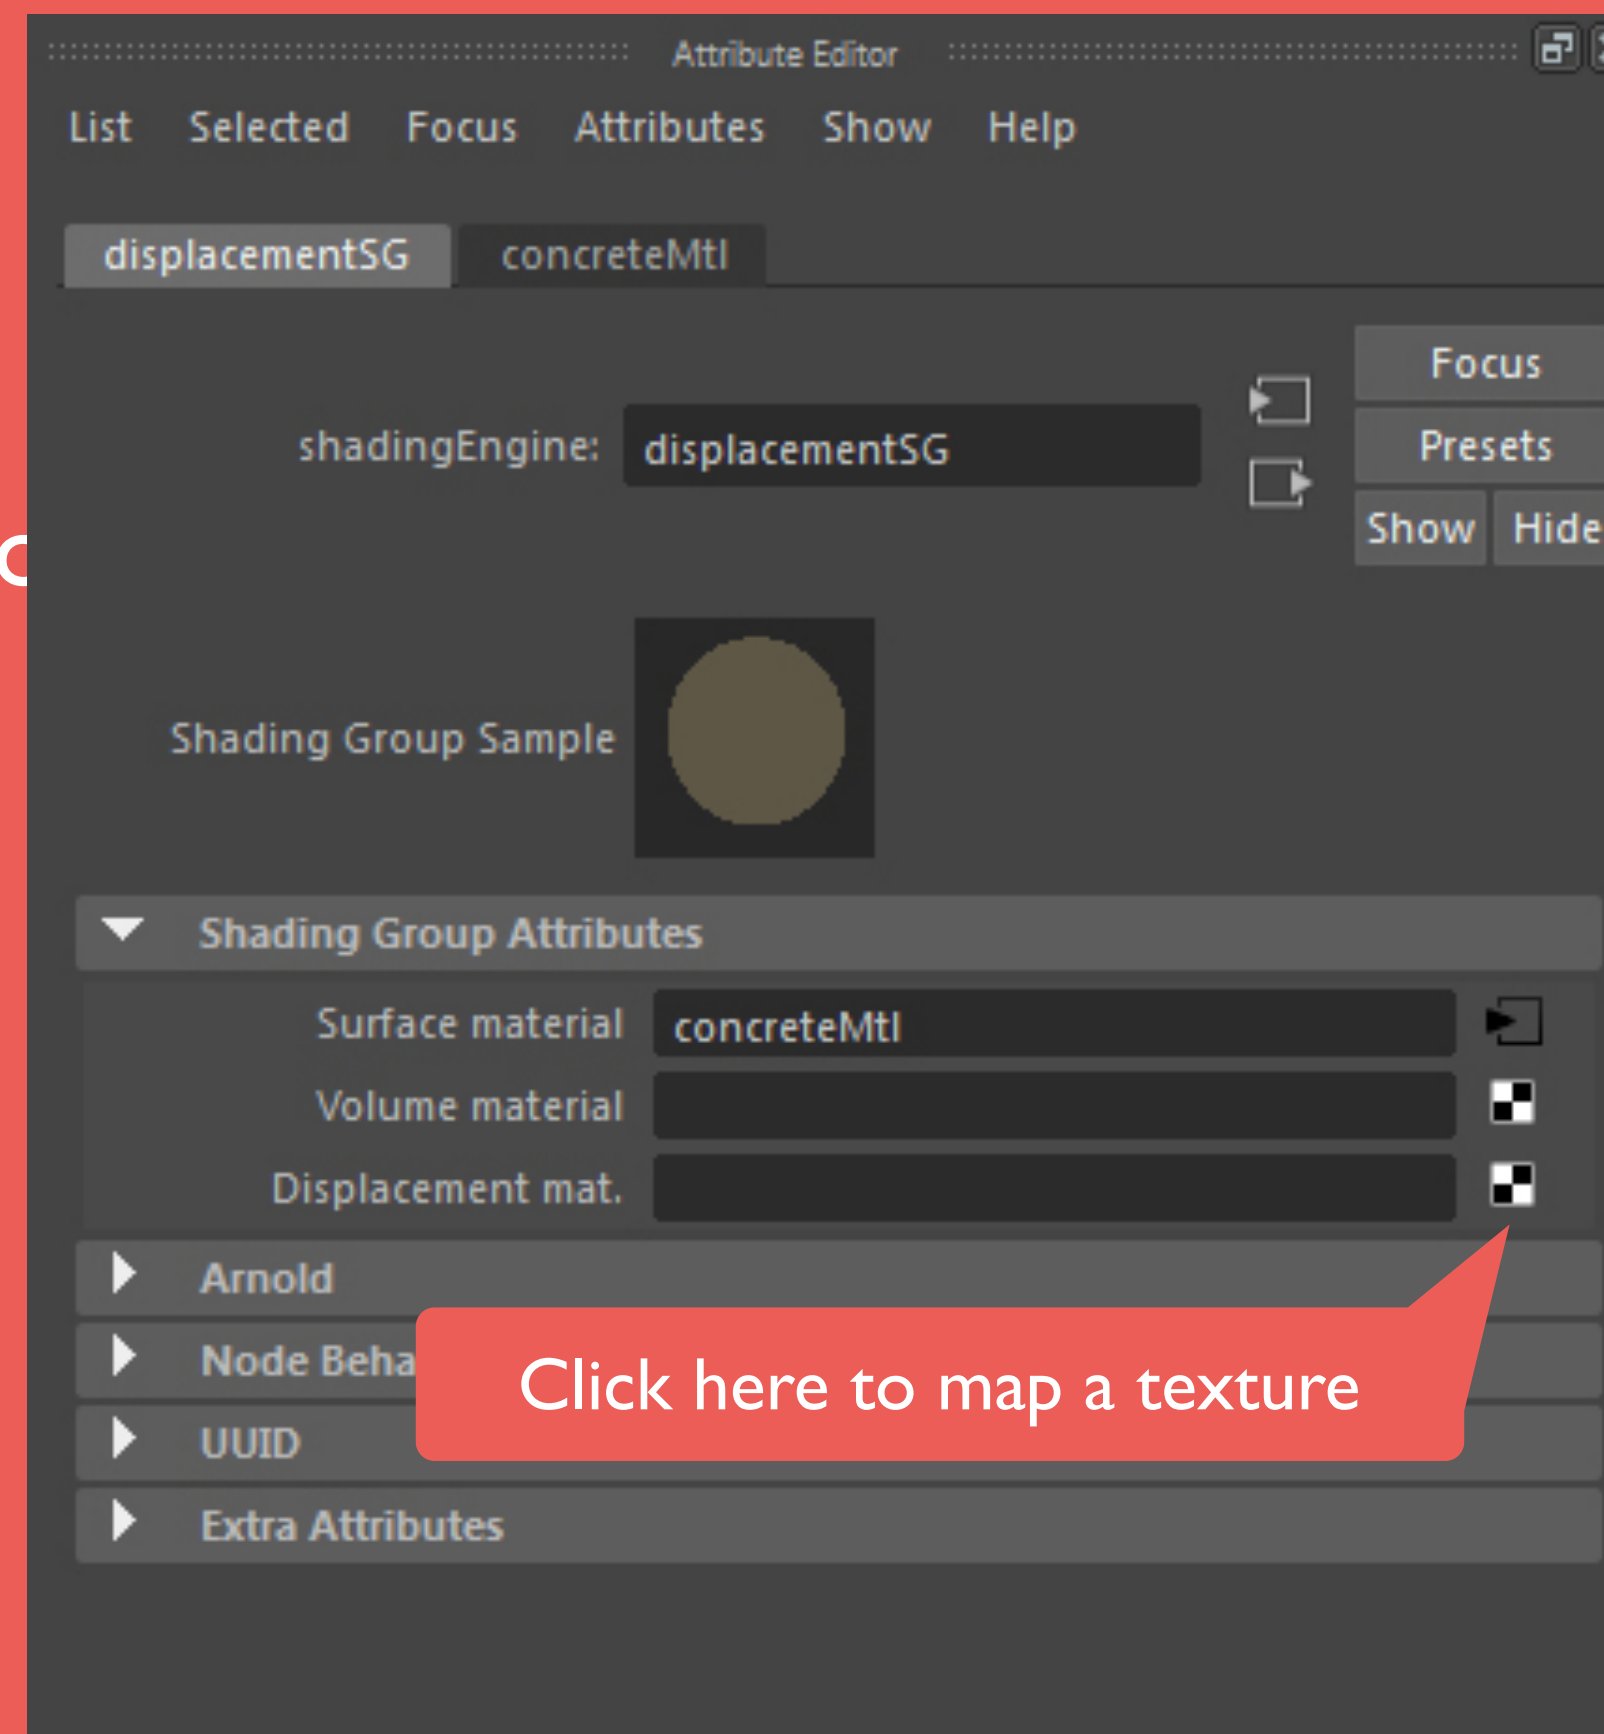 Attribute Editor
List Selected Focus Attributes Show Help
displacementSG concreteMtl
Focus
shadingEngine: displacementSG
Presets
Show Hide
Shading Group Sample
Shading Group Attributes
Surface material concreteMtl
Volume material
Displacement mat.
Arnold
Node Beha
Click here to map a texture
UUID
Extra Attributes